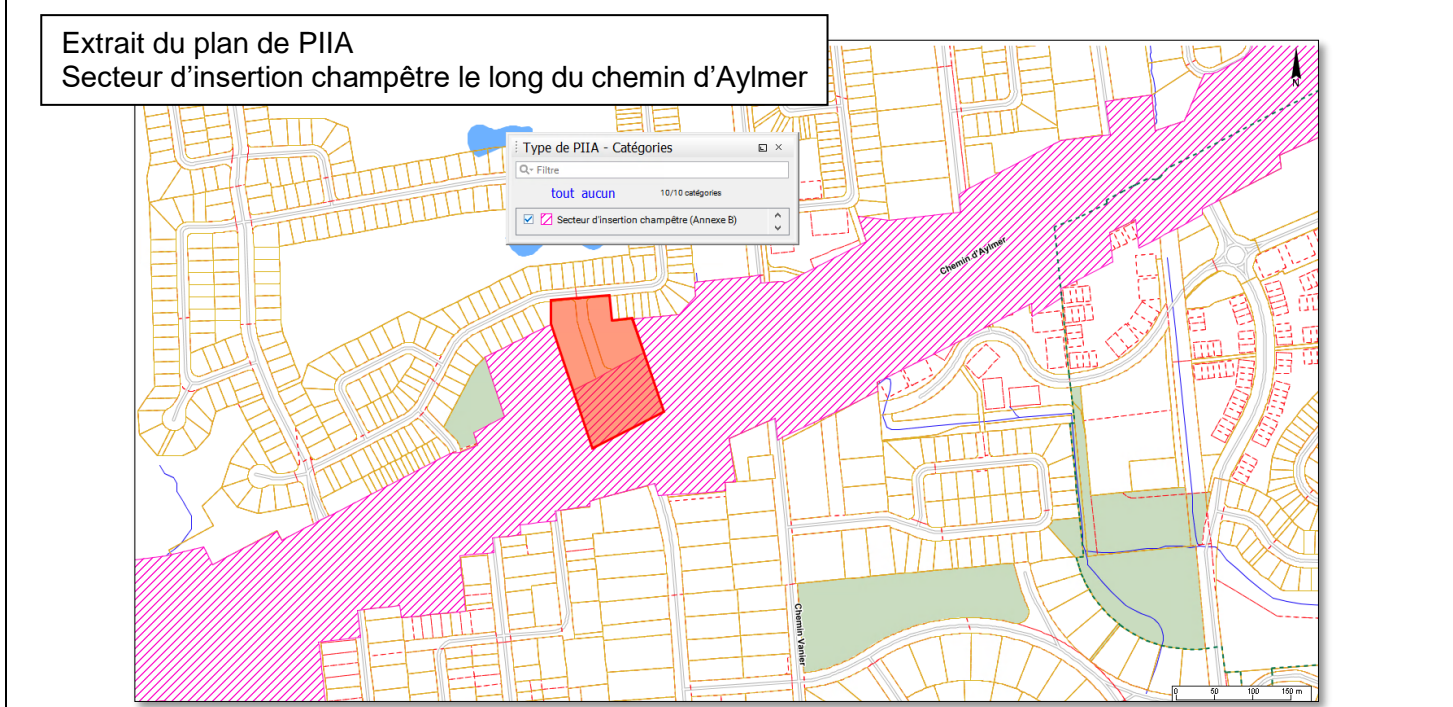 Extrait du plan de PIIA
Secteur d'insertion champêtre le long du chemin d'Aylmer
N
Type de PIIA - Catégories
Filtre
tout aucun 10/10 catégories
Secteur d'insertion champêtre (Annexe B)
Chemin d'Aylmer
Chemin Vanier
0 50 100 150 m